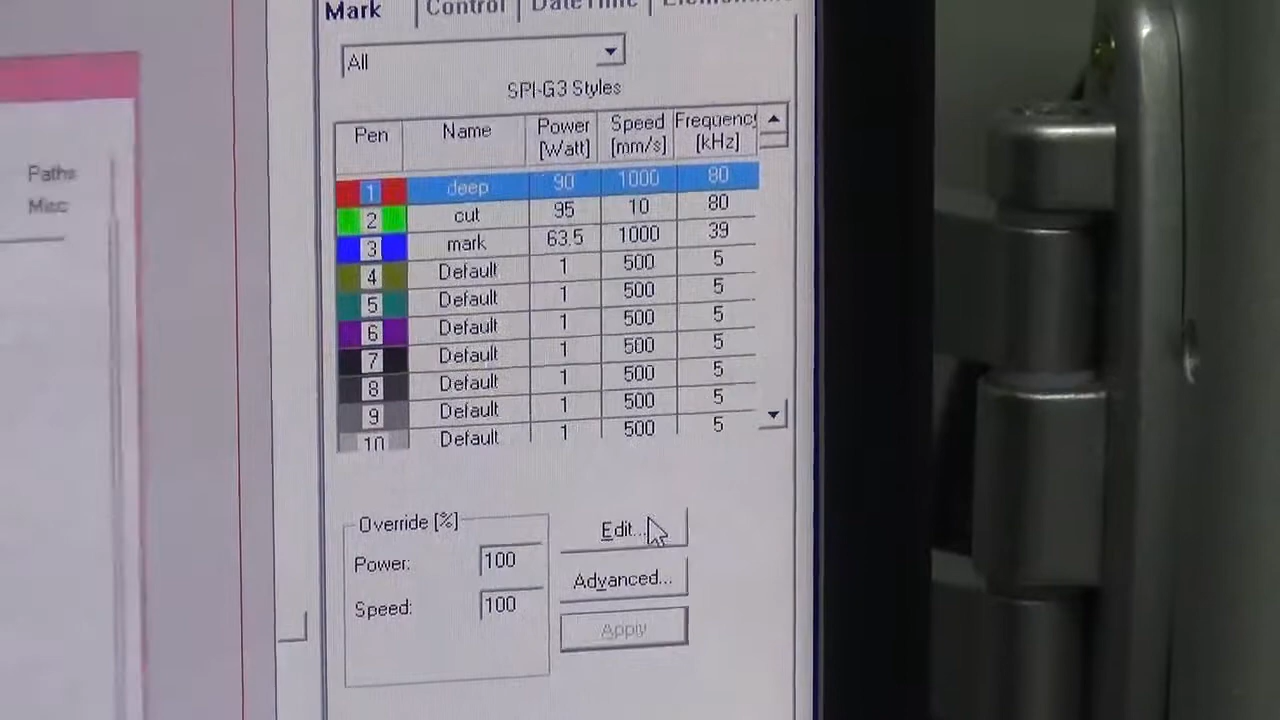 Mark Control DateTime
All
SPI-G3 Styles
Pen Name Power [Watt] Speed [mm/s] Frequency [kHz]
1 deep 90 1000 80
2 cut 95 10 80
3 mark 63.5 1000 39
4 Default 1 500 5
5 Default 1 500 5
6 Default 1 500 5
7 Default 1 500 5
8 Default 1 500 5
9 Default 1 500 5
10 Default 1 500 5
Override [%]
Power: 100
Speed: 100
Edit...
Advanced...
Apply
Paths
Misc